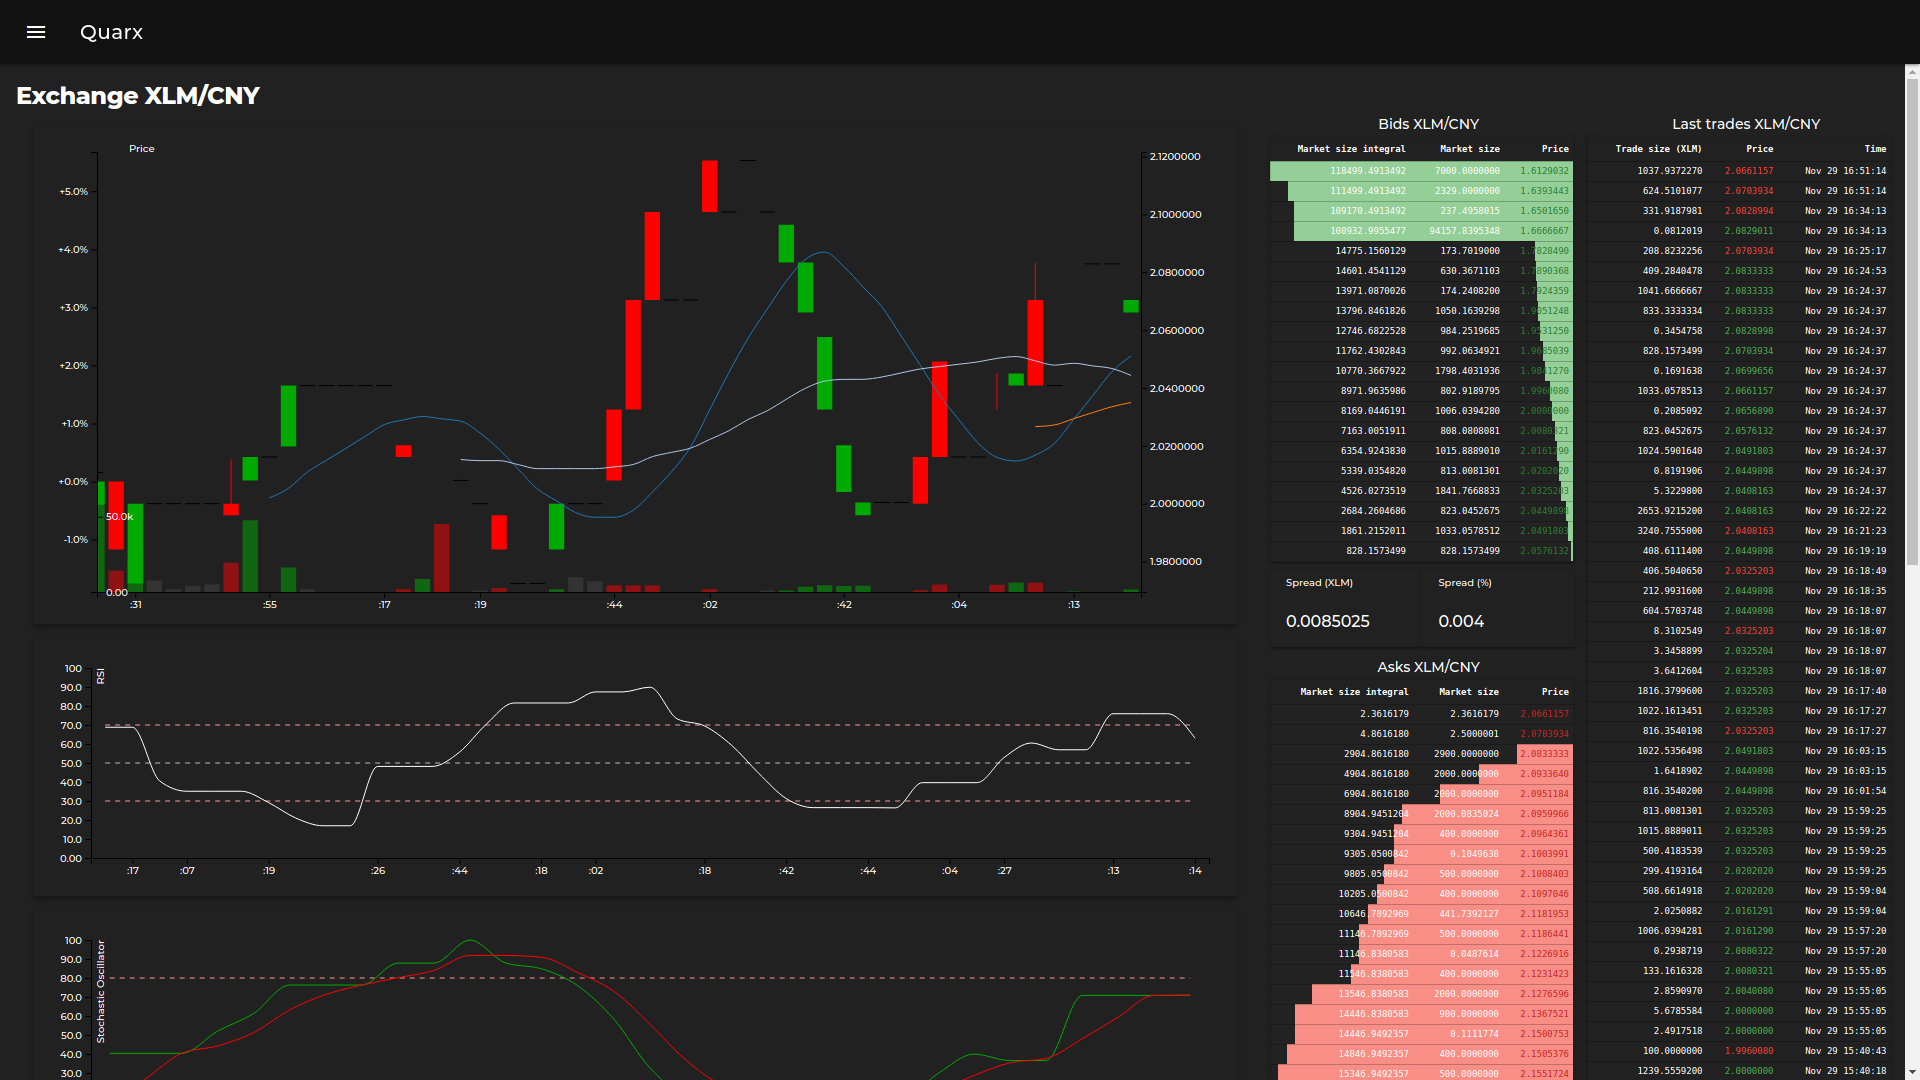 Quarx
Exchange XLM/CNY
Price
+5.0%
+4.0%
+3.0%
+2.0%
+1.0%
+0.0%
-1.0%
50.0k
0.00
2.1200000
2.1000000
2.0800000
2.0600000
2.0400000
2.0200000
2.0000000
1.9800000
:31 :55 :17 :19 :44 :02 :42 :04 :13
RSI
100
90.0
80.0
70.0
60.0
50.0
40.0
30.0
20.0
10.0
0.00
:17 :07 :19 :26 :44 :18 :02 :18 :42 :44 :04 :27 :13 :14
Stochastic Oscillator
100
90.0
80.0
70.0
60.0
50.0
40.0
30.0
Bids XLM/CNY
Market size integral Market size Price
118499.4913492 7000.0000000 1.6129032
111499.4913492 2329.0000000 1.6393443
109170.4913492 237.4958015 1.6501650
108932.9955477 94157.8395348 1.6666667
14775.1560129 173.7019000 1.7828490
14601.4541129 630.3671103 1.7890368
13971.0870026 174.2408200 1.7924359
13796.8461826 1050.1639298 1.9051248
12746.6822528 984.2519685 1.9531250
11762.4302843 992.0634921 1.9685039
10770.3667922 1798.4031936 1.9841270
8971.9635986 802.9189795 1.9960080
8169.0446191 1006.0394280 2.0000000
7163.0051911 808.0808081 2.0080321
6354.9243830 1015.8889010 2.0161290
5339.0354820 813.0081301 2.0202020
4526.0273519 1841.7668833 2.0325203
2684.2604686 823.0452675 2.0449898
1861.2152011 1033.0578512 2.0491803
828.1573499 828.1573499 2.0576132
Spread (XLM) Spread (%)
0.0085025 0.004
Asks XLM/CNY
Market size integral Market size Price
2.3616179 2.3616179 2.0661157
4.8616180 2.5000001 2.0703934
2904.8616180 2900.0000000 2.0833333
4904.8616180 2000.0000000 2.0933640
6904.8616180 2000.0000000 2.0951184
8904.9451204 2000.0835024 2.0959966
9304.9451204 400.0000000 2.0964361
9305.0500842 0.1049638 2.1003991
9805.0500842 500.0000000 2.1008403
10205.0500842 400.0000000 2.1097046
10646.7892969 441.7392127 2.1181953
11146.7892969 500.0000000 2.1186441
11146.8380583 0.0487614 2.1226916
11546.8380583 400.0000000 2.1231423
13546.8380583 2000.0000000 2.1276596
14446.8380583 900.0000000 2.1367521
14446.9492357 0.1111774 2.1500753
14846.9492357 400.0000000 2.1505376
15346.9492357 500.0000000 2.1551724
Last trades XLM/CNY
Trade size (XLM) Price Time
1037.9372270 2.0661157 Nov 29 16:51:14
624.5101077 2.0703934 Nov 29 16:51:14
331.9187981 2.0828994 Nov 29 16:34:13
0.0812019 2.0829011 Nov 29 16:34:13
208.8232256 2.0703934 Nov 29 16:25:17
409.2840478 2.0833333 Nov 29 16:24:53
1041.6666667 2.0833333 Nov 29 16:24:37
833.3333334 2.0833333 Nov 29 16:24:37
0.3454758 2.0828998 Nov 29 16:24:37
828.1573499 2.0703934 Nov 29 16:24:37
0.1691638 2.0699656 Nov 29 16:24:37
1033.0578513 2.0661157 Nov 29 16:24:37
0.2085092 2.0656890 Nov 29 16:24:37
823.0452675 2.0576132 Nov 29 16:24:37
1024.5901640 2.0491803 Nov 29 16:24:37
0.8191906 2.0449898 Nov 29 16:24:37
5.3229800 2.0408163 Nov 29 16:24:37
2653.9215200 2.0408163 Nov 29 16:22:22
3240.7555000 2.0408163 Nov 29 16:21:23
408.6111400 2.0449898 Nov 29 16:19:19
406.5040650 2.0325203 Nov 29 16:18:49
212.9931600 2.0449898 Nov 29 16:18:35
604.5703748 2.0449898 Nov 29 16:18:07
8.3102549 2.0325203 Nov 29 16:18:07
3.3458899 2.0325204 Nov 29 16:18:07
3.6412604 2.0325203 Nov 29 16:18:07
1816.3799600 2.0325203 Nov 29 16:17:40
1022.1613451 2.0325203 Nov 29 16:17:27
816.3540198 2.0325203 Nov 29 16:17:27
1022.5356498 2.0491803 Nov 29 16:03:15
1.6418902 2.0449898 Nov 29 16:03:15
816.3540200 2.0449898 Nov 29 16:01:54
813.0081301 2.0325203 Nov 29 15:59:25
1015.8889011 2.0325203 Nov 29 15:59:25
500.4183539 2.0325203 Nov 29 15:59:25
299.4193164 2.0202020 Nov 29 15:59:25
508.6614918 2.0202020 Nov 29 15:59:04
2.0250882 2.0161291 Nov 29 15:59:04
1006.0394281 2.0161290 Nov 29 15:57:20
0.2938719 2.0080322 Nov 29 15:57:20
133.1616328 2.0080321 Nov 29 15:55:05
2.8590970 2.0040080 Nov 29 15:55:05
5.6785584 2.0000000 Nov 29 15:55:05
2.4917518 2.0000000 Nov 29 15:55:05
100.0000000 1.9960080 Nov 29 15:40:43
1239.5559200 2.0000000 Nov 29 15:40:18